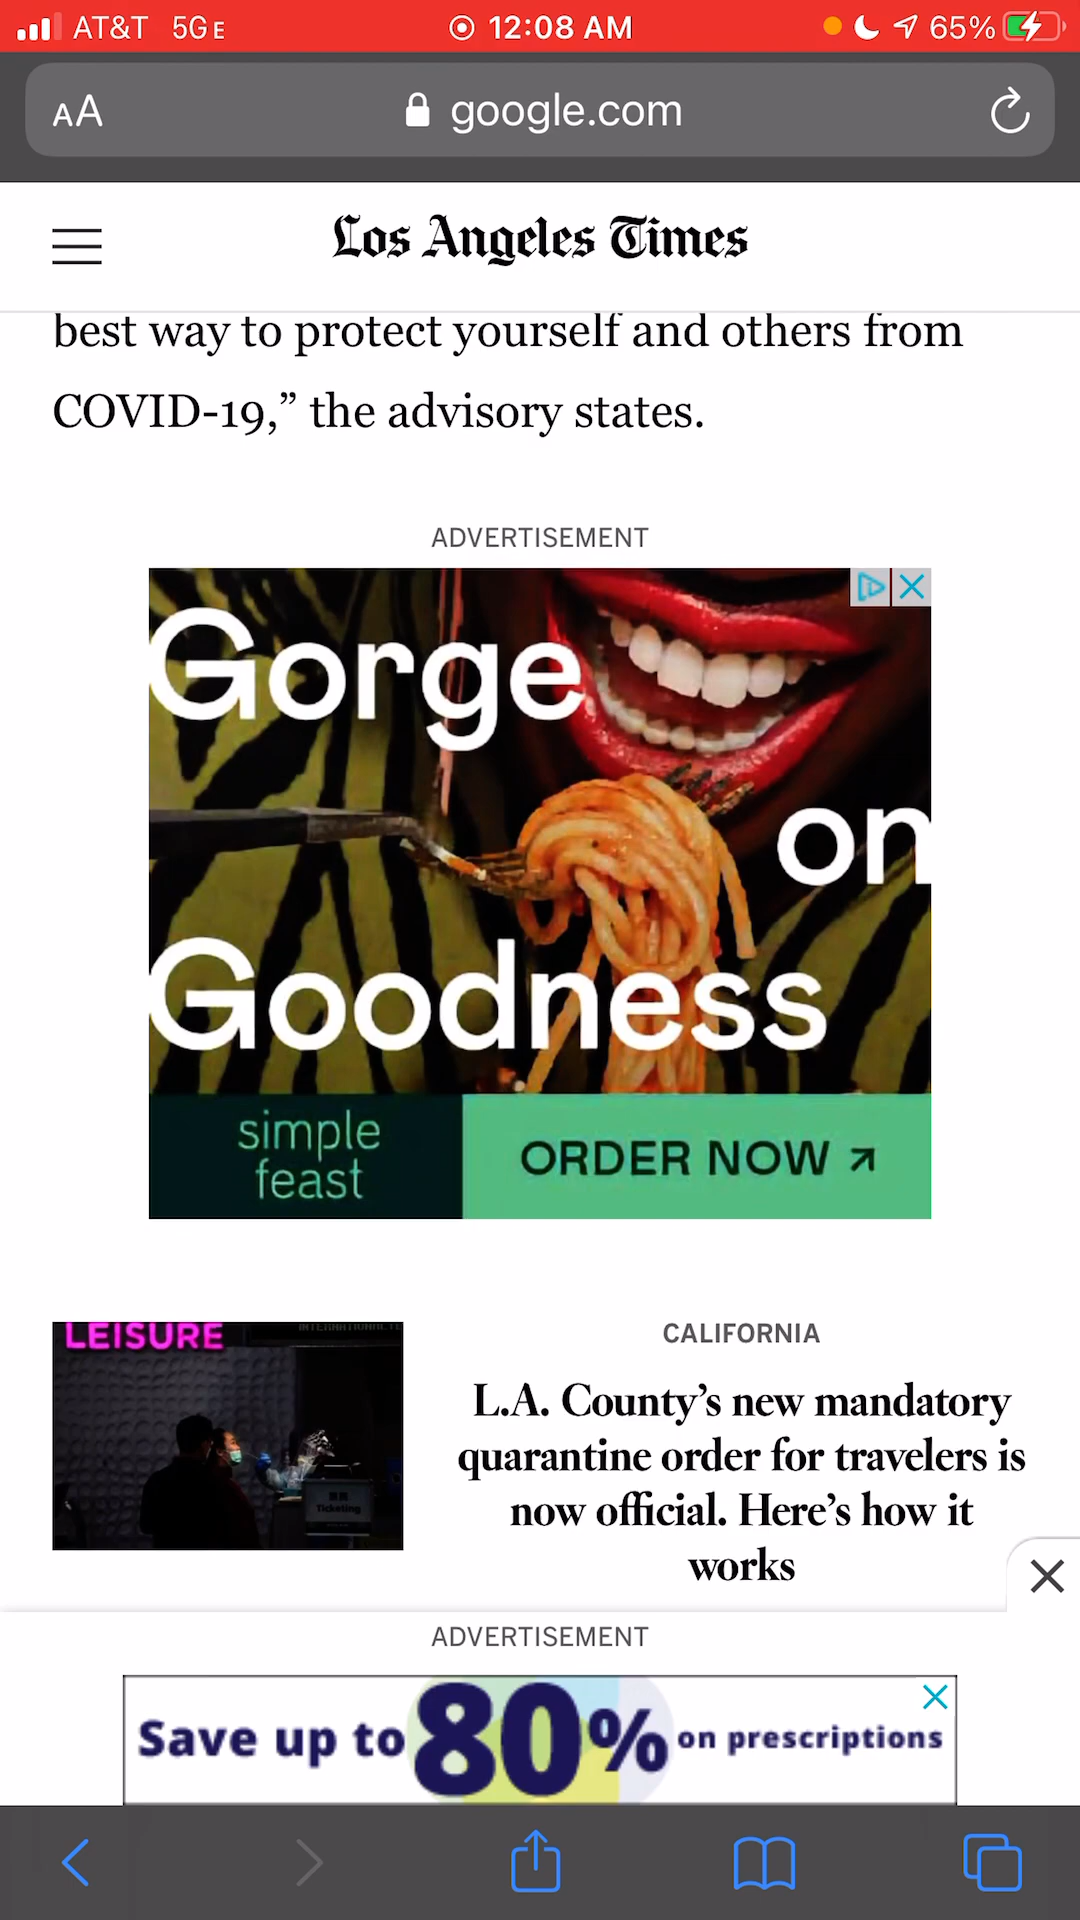 AT&T 5GE 12:08 AM 65%
AA google.com
Los Angeles Times
best way to protect yourself and others from
COVID-19,” the advisory states.
ADVERTISEMENT
Gorge
on
Goodness
simple
feast
ORDER NOW
LEISURE
CALIFORNIA
L.A. County’s new mandatory
quarantine order for travelers is
now official. Here’s how it
works
Ticketing
ADVERTISEMENT
Save up to 80% on prescriptions